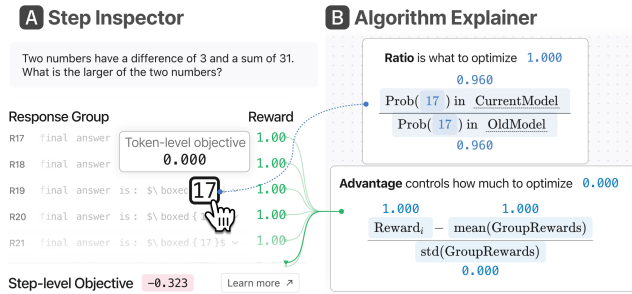 A Step Inspector
Two numbers have a difference of 3 and a sum of 31.
What is the larger of the two numbers?
Response Group Reward
R17 final answer 1.00
R18 final answer 1.00
R19 final answer is: $\boxed 17 1.00
R20 final answer is: $\boxed{1 1.00
R21 final answer is: $\boxed{17}$ 1.00
Token-level objective
0.000
Step-level Objective -0.323 Learn more ↗
B Algorithm Explainer
Ratio is what to optimize 1.000
0.960
Prob( 17 ) in CurrentModel
Prob( 17 ) in OldModel
0.960
Advantage controls how much to optimize 0.000
1.000 1.000
Rewardᵢ − mean(GroupRewards)
std(GroupRewards)
0.000